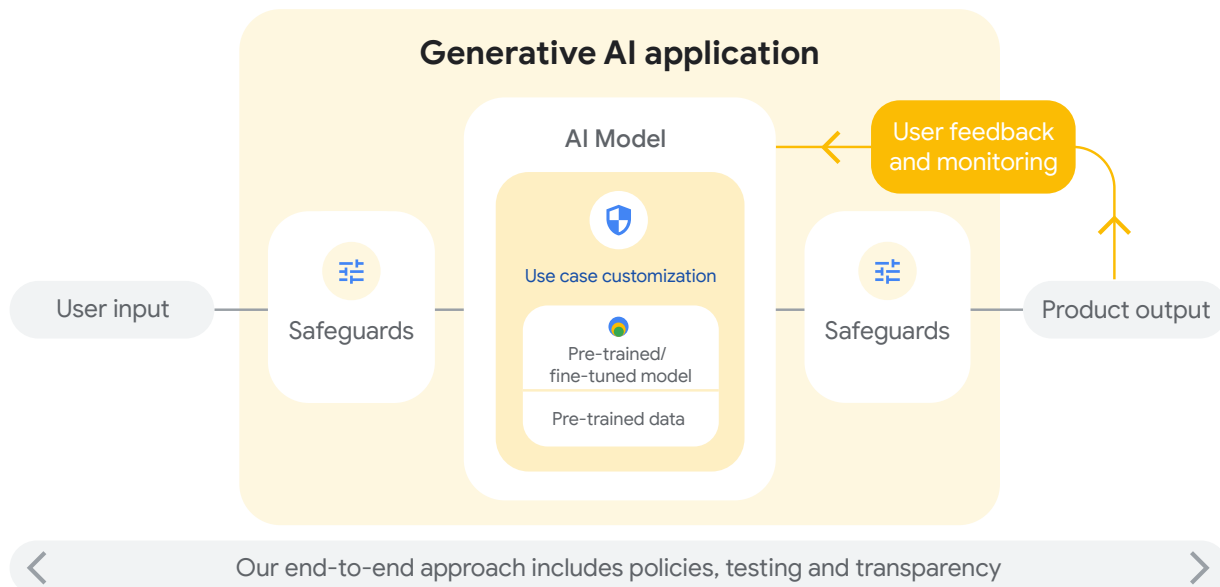 Generative AI application
AI Model
User feedback
and monitoring
Use case customization
User input
Safeguards
Pre-trained/
fine-tuned model
Pre-trained data
Safeguards
Product output
Our end-to-end approach includes policies, testing and transparency